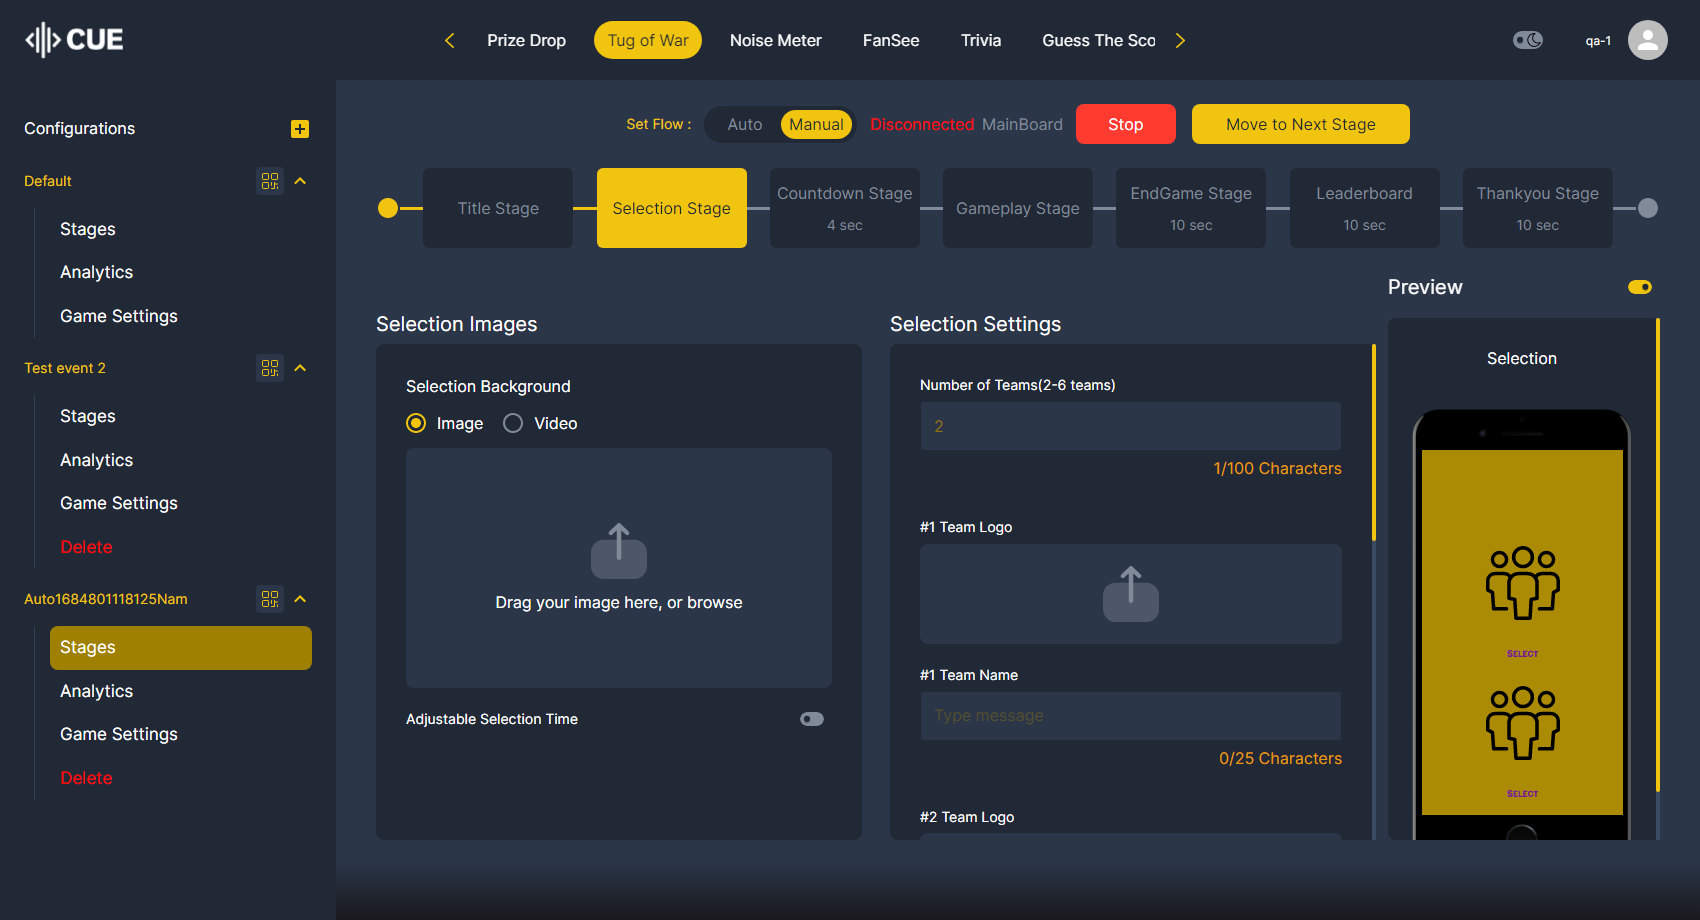 CUE
Prize Drop
Tug of War
Noise Meter
FanSee
Trivia
Guess The Sco
qa-1
Configurations
Default
Stages
Analytics
Game Settings
Test event 2
Stages
Analytics
Game Settings
Delete
Auto1684801118125Nam
Stages
Analytics
Game Settings
Delete
Set Flow :
Auto
Manual
Disconnected MainBoard
Stop
Move to Next Stage
Title Stage
Selection Stage
Countdown Stage
4 sec
Gameplay Stage
EndGame Stage
10 sec
Leaderboard
10 sec
Thankyou Stage
10 sec
Selection Images
Selection Background
Image
Video
Drag your image here, or browse
Adjustable Selection Time
Selection Settings
Number of Teams(2-6 teams)
2
1/100 Characters
#1 Team Logo
#1 Team Name
Type message
0/25 Characters
#2 Team Logo
Preview
Selection
SELECT
SELECT